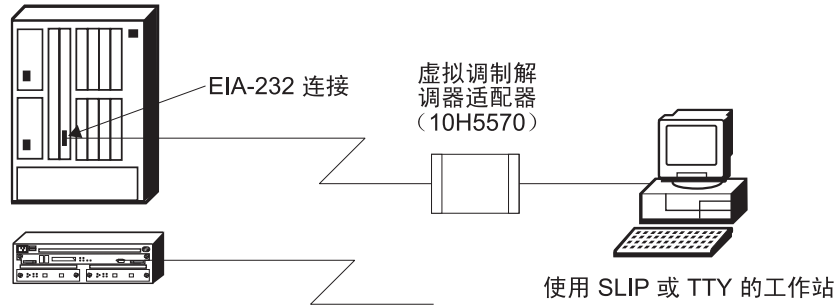 EIA-232 连接
虚拟调制解
调器适配器
（10H5570）
使用 SLIP 或 TTY 的工作站